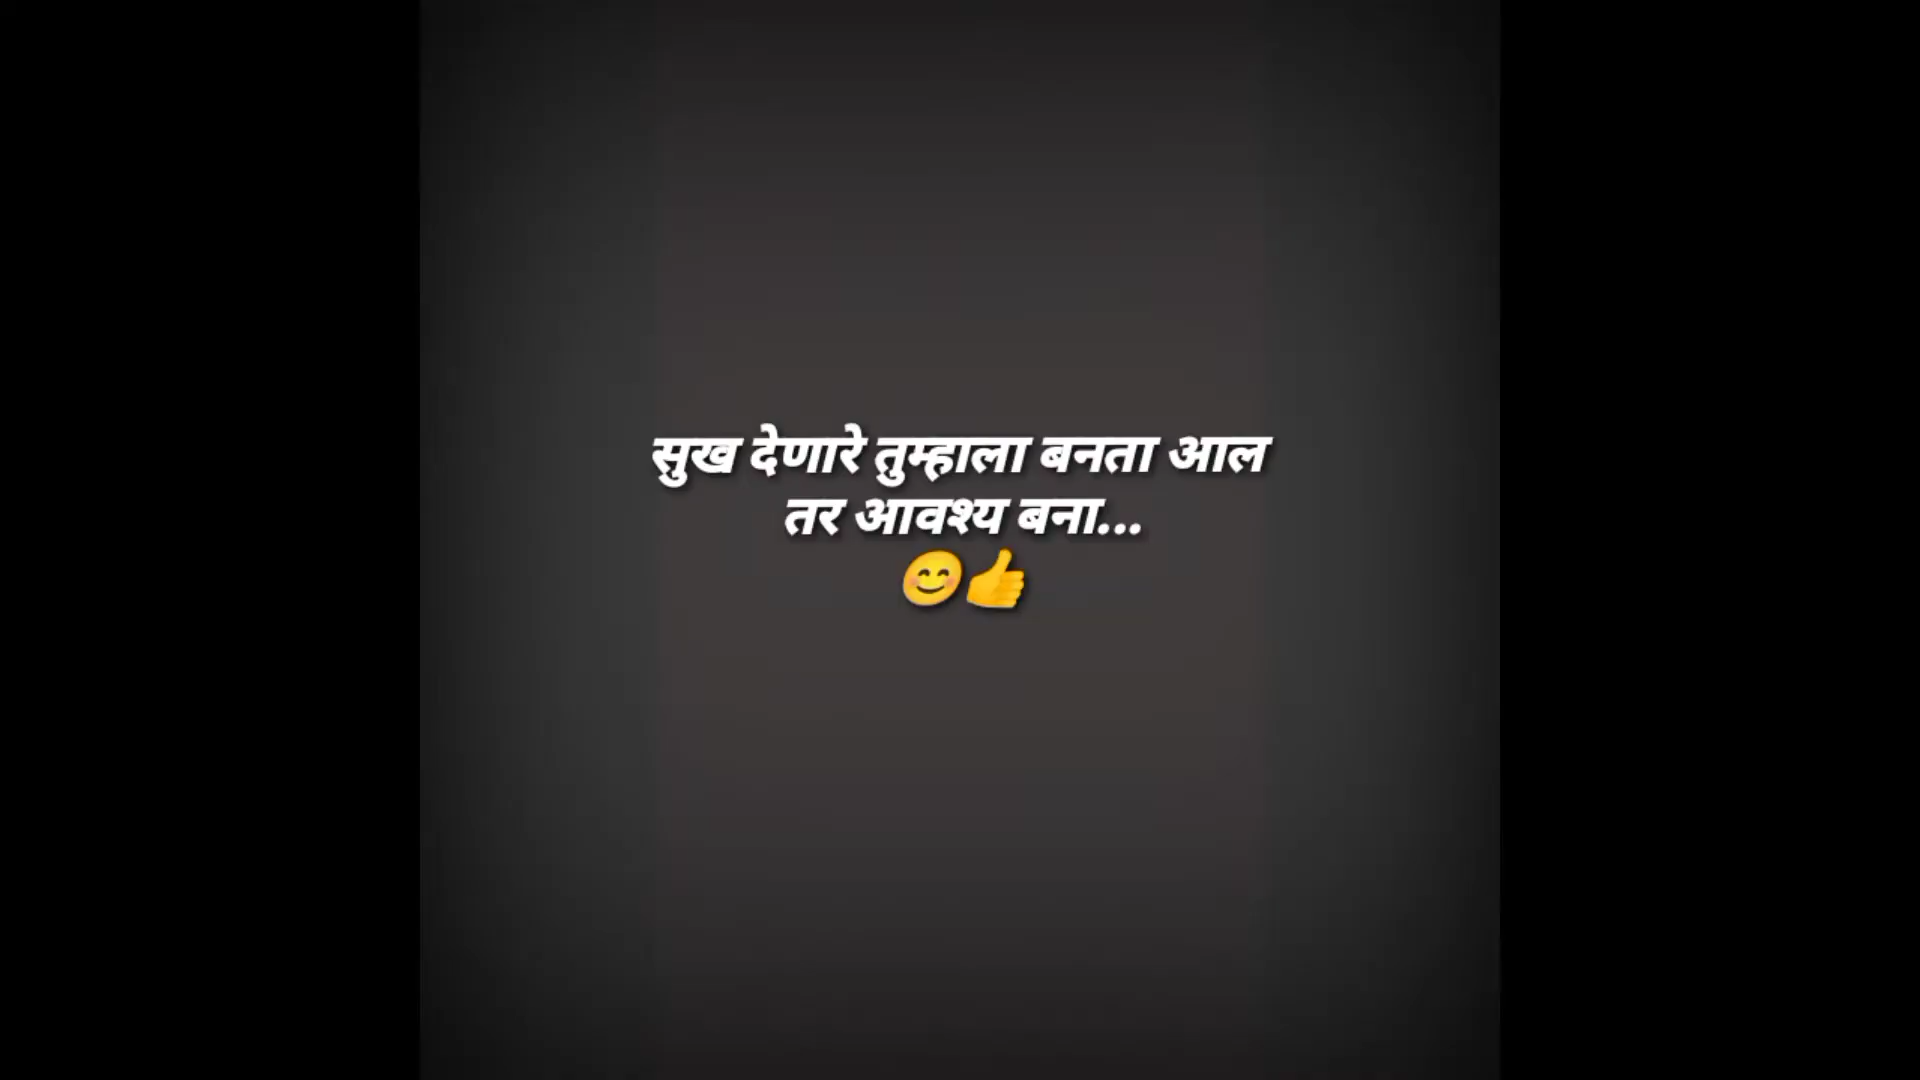 सुख देणारे तुम्हाला बनता आल
तर आवश्य बना...
😊👍